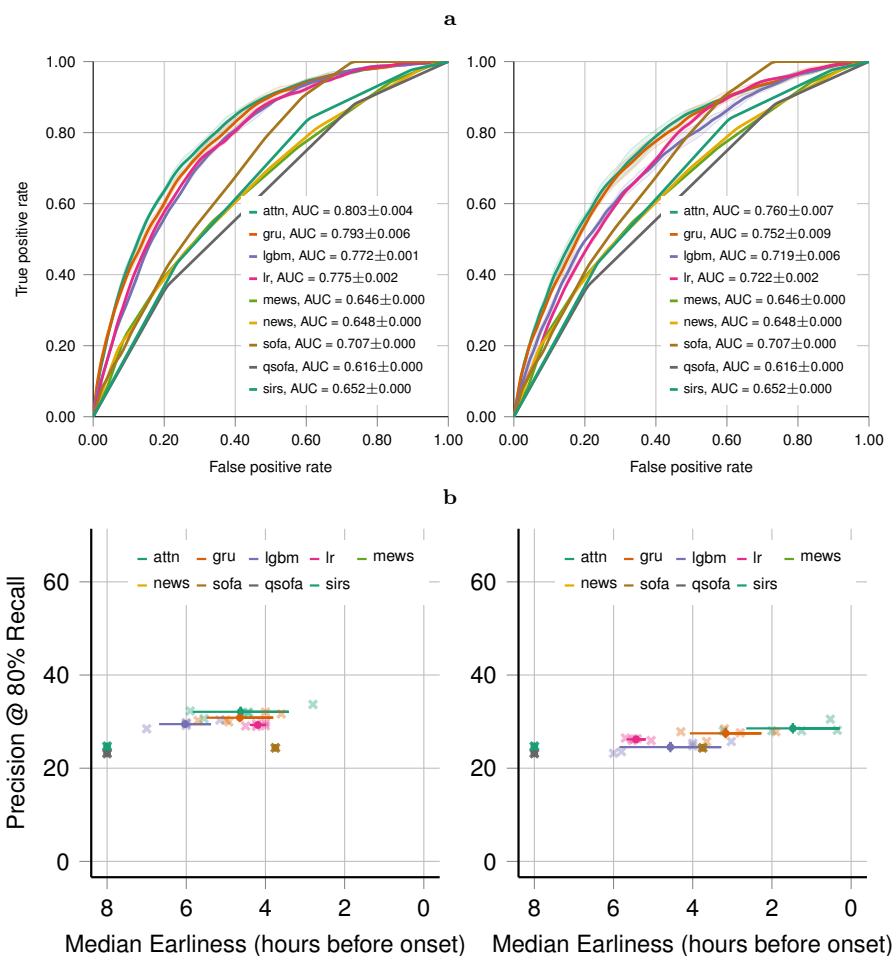 a
1.00
0.80
0.60
0.40
0.20
0.00
True positive rate
attn, AUC = 0.803±0.004
gru, AUC = 0.793±0.006
lgbm, AUC = 0.772±0.001
lr, AUC = 0.775±0.002
mews, AUC = 0.646±0.000
news, AUC = 0.648±0.000
sofa, AUC = 0.707±0.000
qsofa, AUC = 0.616±0.000
sirs, AUC = 0.652±0.000
0.00 0.20 0.40 0.60 0.80 1.00
False positive rate
1.00
0.80
0.60
0.40
0.20
0.00
attn, AUC = 0.760±0.007
gru, AUC = 0.752±0.009
lgbm, AUC = 0.719±0.006
lr, AUC = 0.722±0.002
mews, AUC = 0.646±0.000
news, AUC = 0.648±0.000
sofa, AUC = 0.707±0.000
qsofa, AUC = 0.616±0.000
sirs, AUC = 0.652±0.000
0.00 0.20 0.40 0.60 0.80 1.00
False positive rate
b
attn gru lgbm lr mews
news sofa qsofa sirs
60
40
20
0
Precision @ 80% Recall
8 6 4 2 0
Median Earliness (hours before onset)
attn gru lgbm lr mews
news sofa qsofa sirs
60
40
20
0
8 6 4 2 0
Median Earliness (hours before onset)